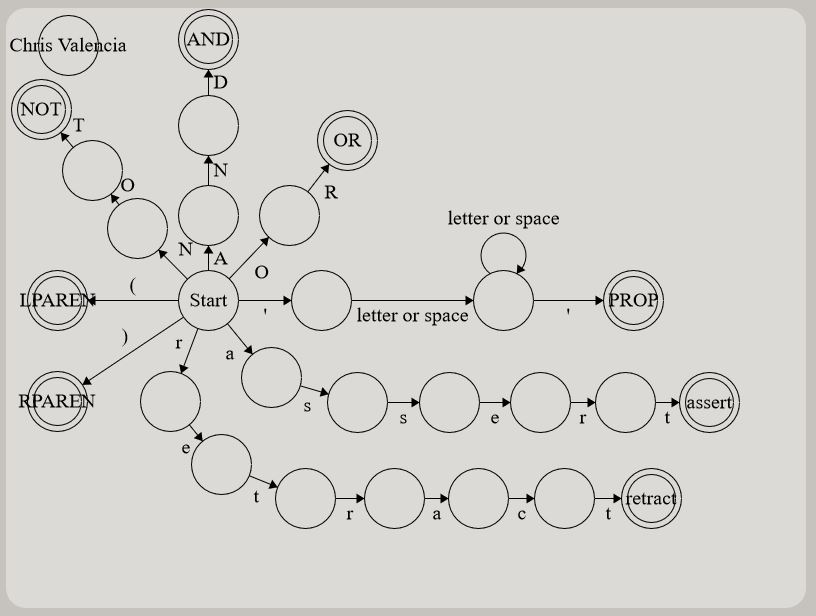 Chris Valencia
AND
D
NOT
T
OR
N
O
R
N
A
O
letter or space
(
LPAREN
Start
'
letter or space
'
PROP
)
r
a
RPAREN
s
s
e
r
t
assert
e
t
r
a
c
t
retract